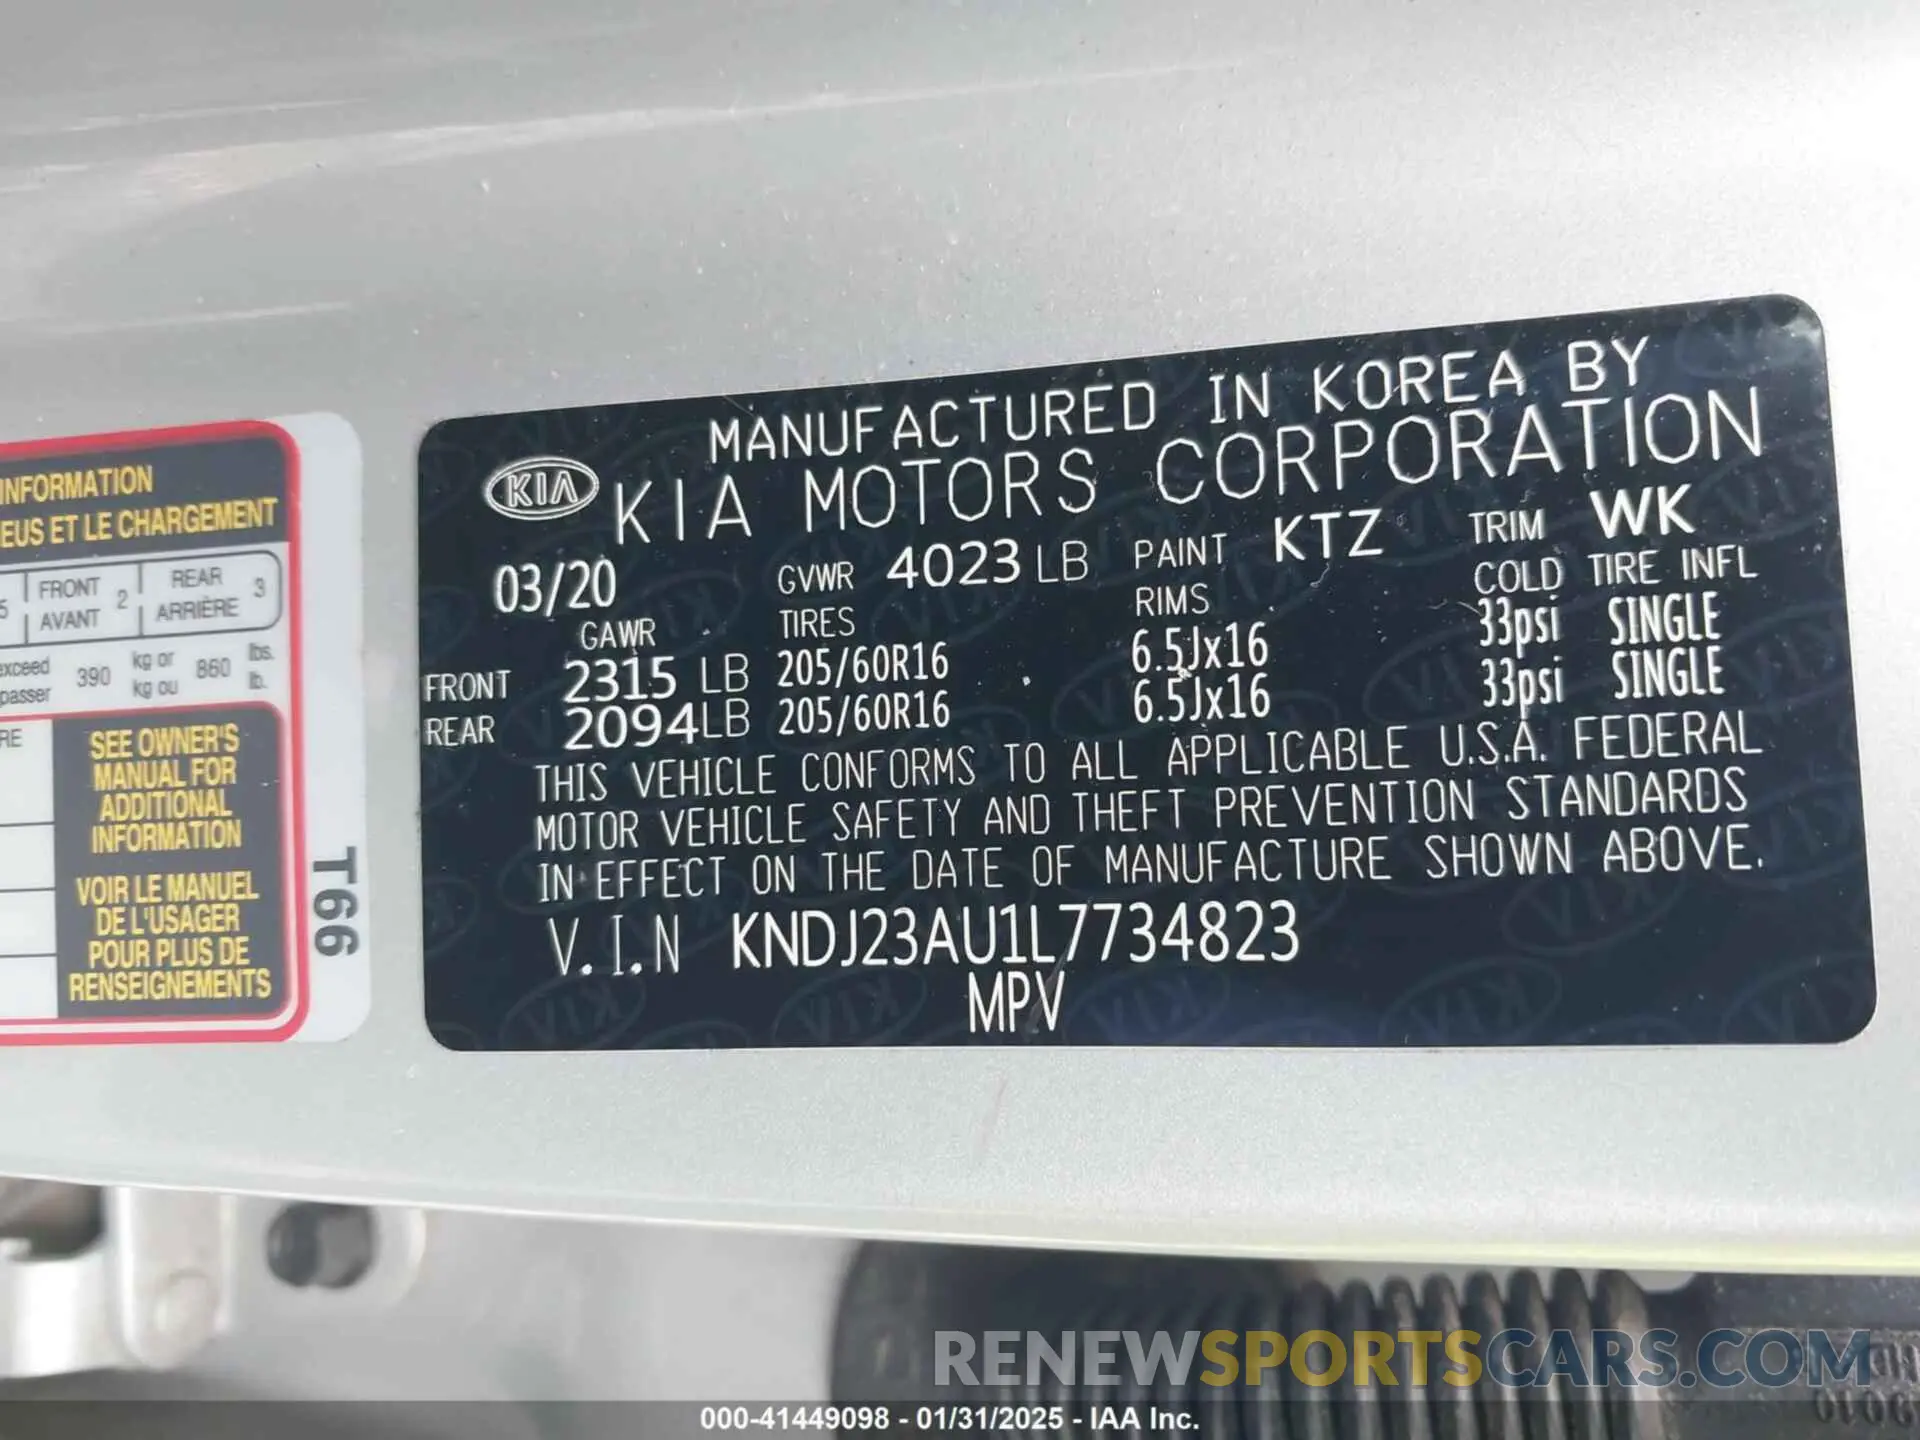 INFORMATION
EUS ET LE CHARGEMENT
5 FRONT 2 REAR 3
AVANT ARRIÈRE
exceed 390 kg or 860 lbs.
passer kg ou lb.
RE
SEE OWNER'S
MANUAL FOR
ADDITIONAL
INFORMATION
VOIR LE MANUEL
DE L'USAGER
POUR PLUS DE
RENSEIGNEMENTS
T66
MANUFACTURED IN KOREA BY
KIA KIA MOTORS CORPORATION
03/20 GVWR 4023 LB PAINT KTZ TRIM WK
GAWR TIRES RIMS COLD TIRE INFL
FRONT 2315 LB 205/60R16 6.5Jx16 33psi SINGLE
REAR 2094LB 205/60R16 6.5Jx16 33psi SINGLE
THIS VEHICLE CONFORMS TO ALL APPLICABLE U.S.A. FEDERAL
MOTOR VEHICLE SAFETY AND THEFT PREVENTION STANDARDS
IN EFFECT ON THE DATE OF MANUFACTURE SHOWN ABOVE.
V.I.N KNDJ23AU1L7734823
MPV
RENEWSPORTSCARS.COM
000-41449098 - 01/31/2025 - IAA Inc.